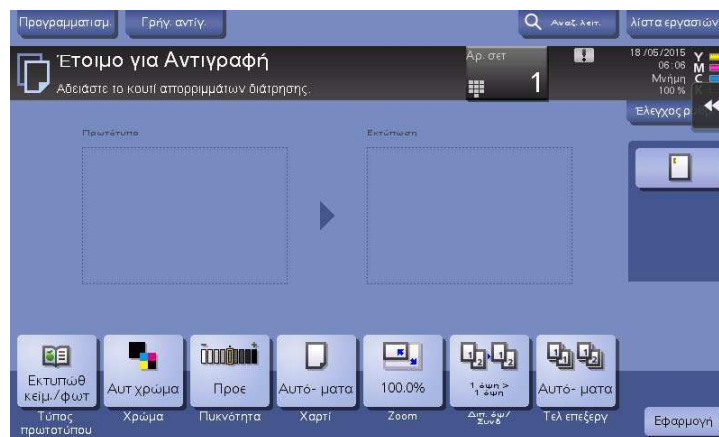 Προγραμματισμ.
Γρήγ. αντίγ.
Αναζ. λειτ.
λίστα εργασιών
Έτοιμο για Αντιγραφή
Αδειάστε το κουτί απορριμμάτων διάτρησης.
Αρ. σετ
1
18 /05/2015
06:06
Μνήμη
100 %
Y
M
C
K
Έλεγχος
Πρωτότυπο
Εκτύπωση
Εκτυπώθ
κείμ./φωτ
Αυτ χρώμα
Προε
Αυτό- ματα
100.0%
1 όψη >
1 όψη
Αυτό- ματα
Τύπος
πρωτοτύπου
Χρώμα
Πυκνότητα
Χαρτί
Zoom
Διπ. όψ/
Συνδ
Τελ επεξεργ
Εφαρμογή